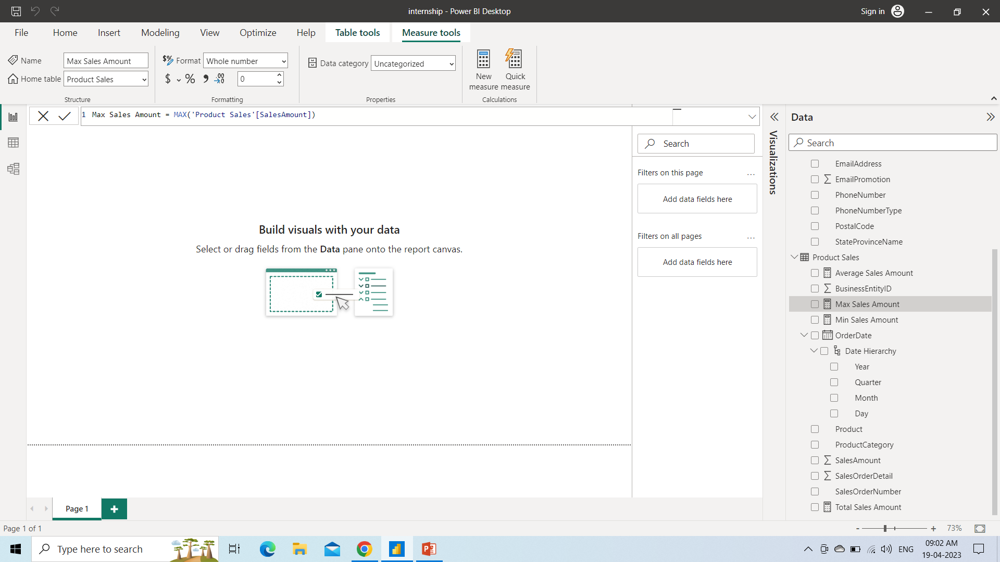 internship - Power BI Desktop
Sign in
File Home Insert Modeling View Optimize Help Table tools Measure tools
Name Max Sales Amount
Home table Product Sales
Structure
$% Format Whole number
$ % 9 .00 →0 0
Formatting
Data category Uncategorized
Properties
New measure
Quick measure
Calculations
1 Max Sales Amount = MAX('Product Sales'[SalesAmount])
Build visuals with your data
Select or drag fields from the Data pane onto the report canvas.
Search
Filters on this page ...
Add data fields here
Filters on all pages ...
Add data fields here
Visualizations
Data
Search
EmailAddress
EmailPromotion
PhoneNumber
PhoneNumberType
PostalCode
StateProvinceName
Product Sales
Average Sales Amount
BusinessEntityID
Max Sales Amount
Min Sales Amount
OrderDate
Date Hierarchy
Year
Quarter
Month
Day
Product
ProductCategory
SalesAmount
SalesOrderDetail
SalesOrderNumber
Total Sales Amount
Page 1 +
Page 1 of 1
- + 73%
Type here to search
ENG
09:02 AM
19-04-2023